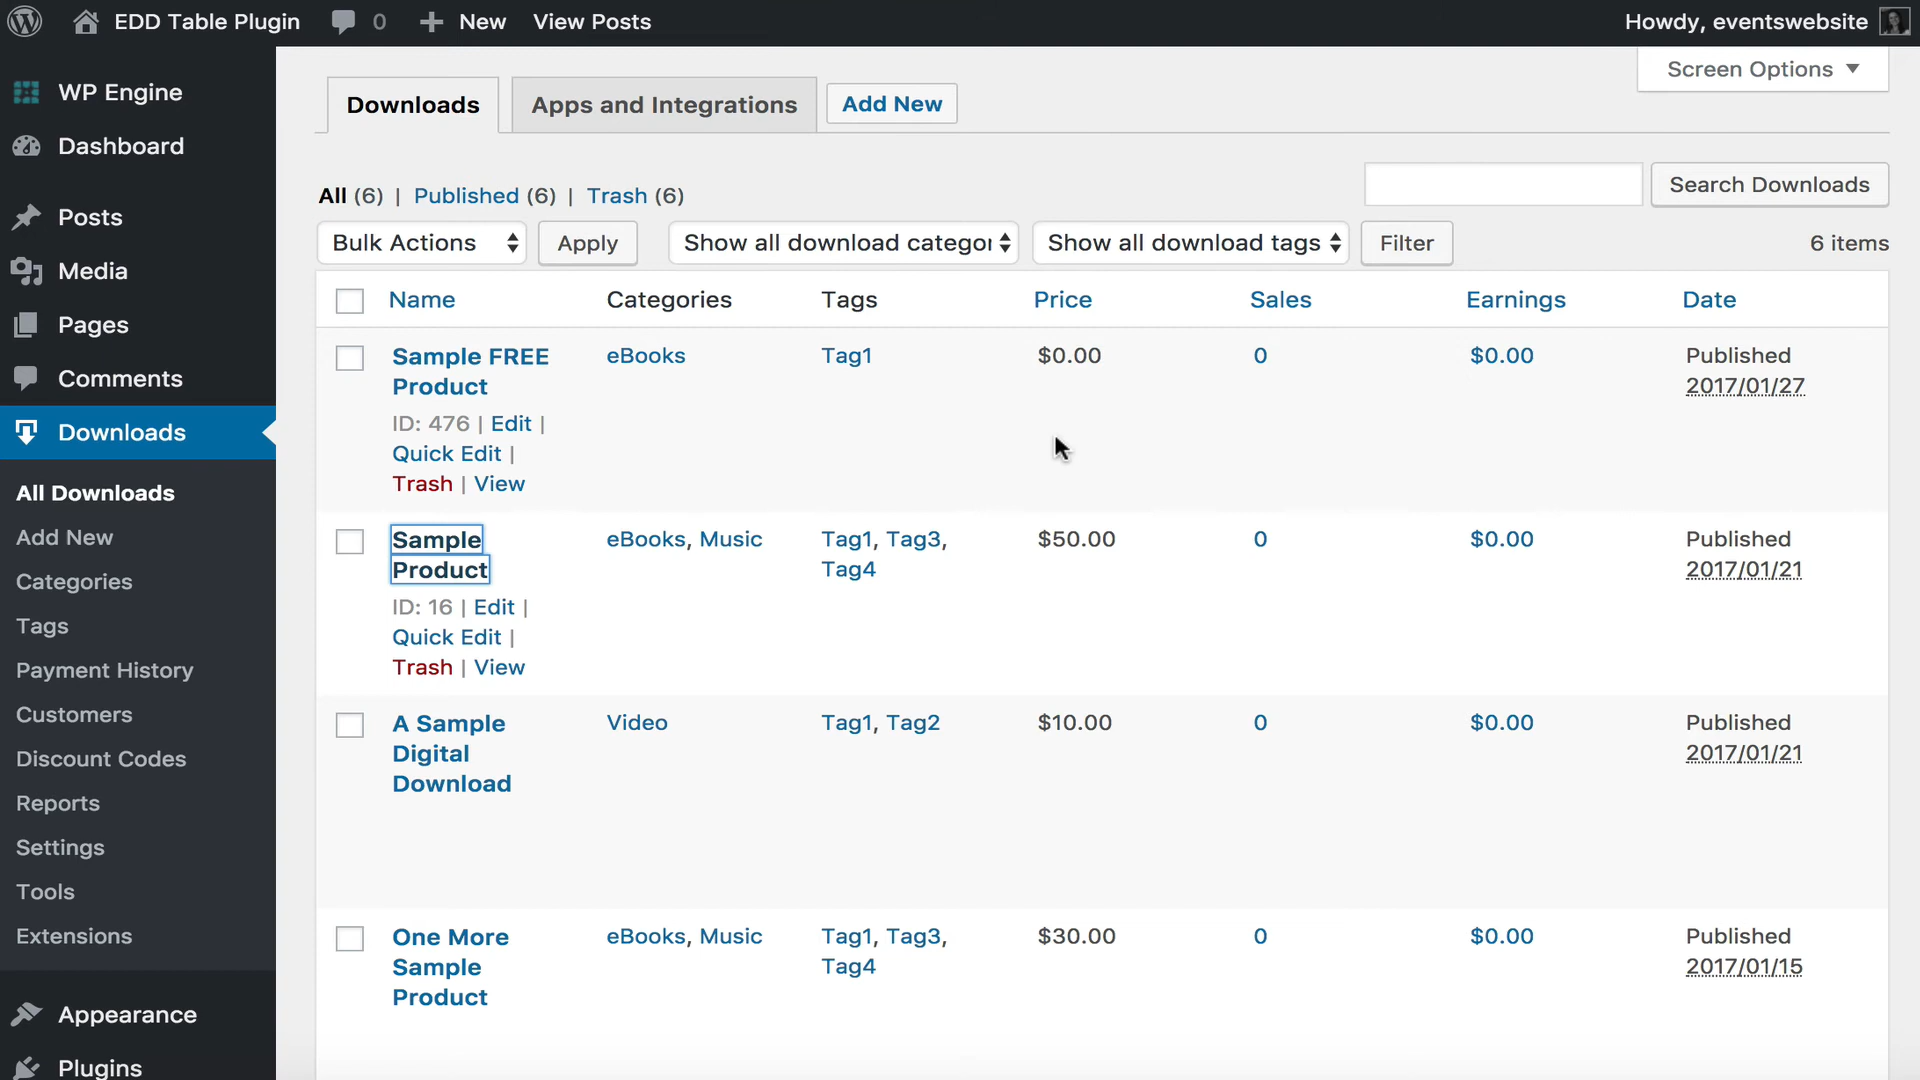 EDD Table Plugin 0 New View Posts Howdy, eventswebsite
WP Engine
Dashboard
Posts
Media
Pages
Comments
Downloads
All Downloads
Add New
Categories
Tags
Payment History
Customers
Discount Codes
Reports
Settings
Tools
Extensions
Appearance
Plugins
Screen Options
Downloads Apps and Integrations Add New
All (6) | Published (6) | Trash (6)
Search Downloads
Bulk Actions Apply Show all download categor Show all download tags Filter 6 items
Name Categories Tags Price Sales Earnings Date
Sample FREE eBooks Tag1 $0.00 0 $0.00 Published
Product 2017/01/27
ID: 476 | Edit |
Quick Edit |
Trash | View
Sample eBooks, Music Tag1, Tag3, $50.00 0 $0.00 Published
Product Tag4 2017/01/21
ID: 16 | Edit |
Quick Edit |
Trash | View
A Sample Video Tag1, Tag2 $10.00 0 $0.00 Published
Digital 2017/01/21
Download
One More eBooks, Music Tag1, Tag3, $30.00 0 $0.00 Published
Sample Tag4 2017/01/15
Product